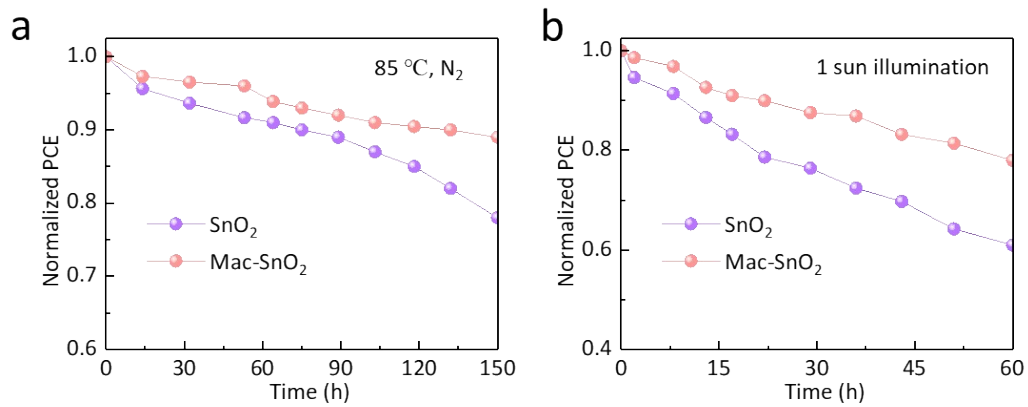 a
85 °C, N₂
SnO₂
Mac-SnO₂
Normalized PCE
1.0
0.9
0.8
0.7
0.6
0
30
60
90
120
150
Time (h)
b
1 sun illumination
SnO₂
Mac-SnO₂
Normalized PCE
1.0
0.8
0.6
0.4
0
15
30
45
60
Time (h)